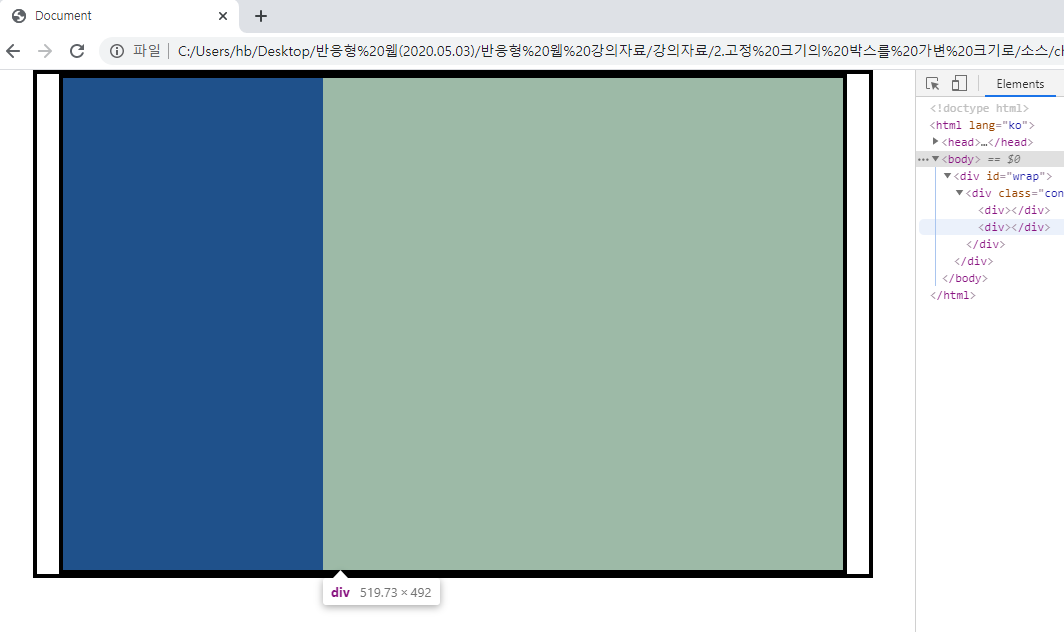 Document
파일 C:/Users/hb/Desktop/반응형%20웹(2020.05.03)/반응형%20웹%20강의자료/강의자료/2.고정%20크기의%20박스를%20가변%20크기로/소스/ch
Elements
<!doctype html>
<html lang="ko">
<head>…</head>
<body> == $0
<div id="wrap">
<div class="con
<div></div>
<div></div>
</div>
</div>
</body>
</html>
div 519.73 × 492